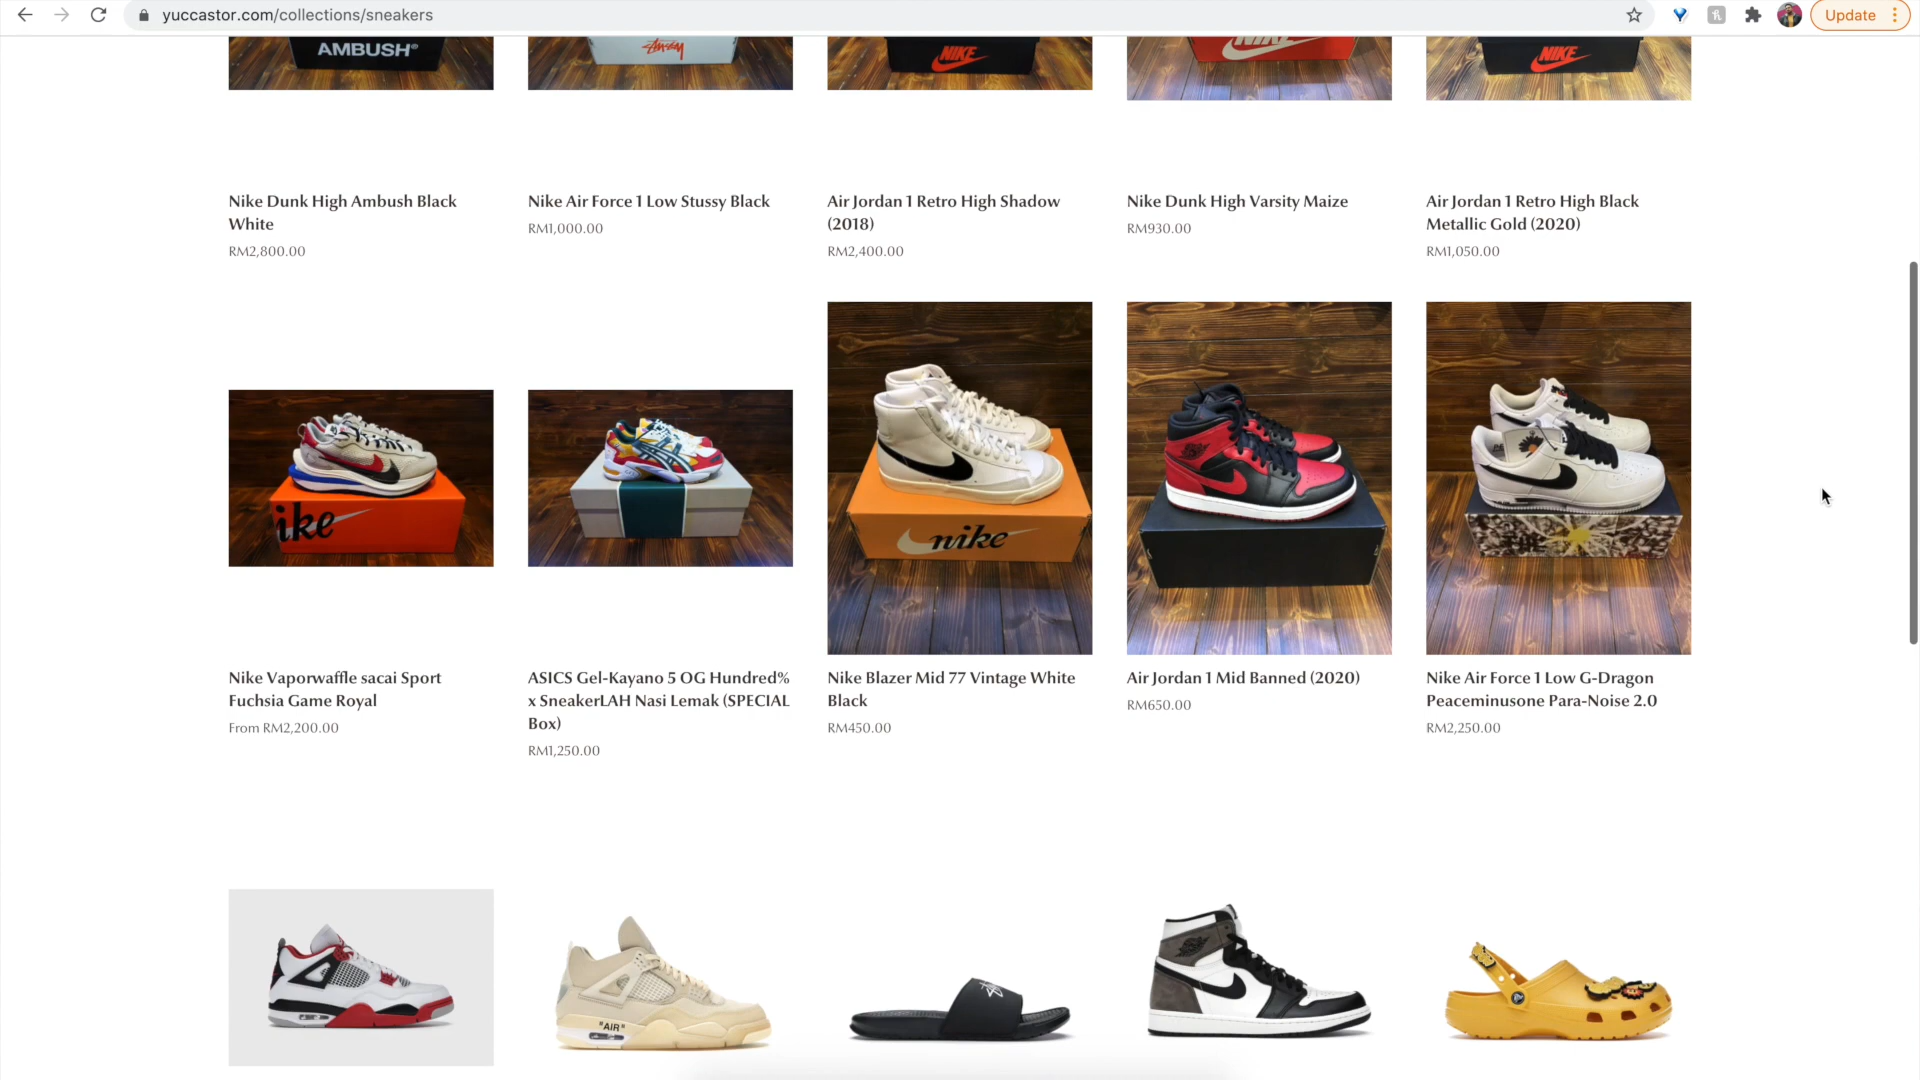 yuccastor.com/collections/sneakers
Update
AMBUSH®
Stussy
NIKE
NIKE
NIKE
Nike Dunk High Ambush Black
White
RM2,800.00
Nike Air Force 1 Low Stussy Black
RM1,000.00
Air Jordan 1 Retro High Shadow
(2018)
RM2,400.00
Nike Dunk High Varsity Maize
RM930.00
Air Jordan 1 Retro High Black
Metallic Gold (2020)
RM1,050.00
ike
nike
Nike Vaporwaffle sacai Sport
Fuchsia Game Royal
From RM2,200.00
ASICS Gel-Kayano 5 OG Hundred%
x SneakerLAH Nasi Lemak (SPECIAL
Box)
RM1,250.00
Nike Blazer Mid 77 Vintage White
Black
RM450.00
Air Jordan 1 Mid Banned (2020)
RM650.00
Nike Air Force 1 Low G-Dragon
Peaceminusone Para-Noise 2.0
RM2,250.00
"AIR"